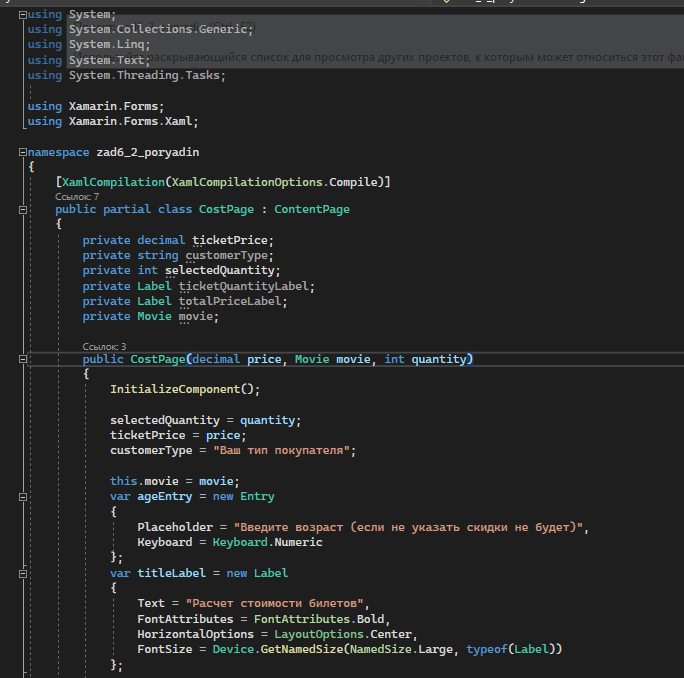 using System;
using System.Collections.Generic;
using System.Linq;
раскрывающийся список для просмотра других проектов, к которым может относиться этот
using System.Text;
using System.Threading.Tasks;
using Xamarin.Forms;
using Xamarin.Forms.Xaml;
namespace zad6_2_poryadin
{
[XamlCompilation(XamlCompilationOptions.Compile)]
Ссылок: 7
public partial class CostPage : ContentPage
{
private decimal ticketPrice;
private string customerType;
private int selectedQuantity;
private Label ticketQuantityLabel;
private Label totalPriceLabel;
private Movie movie;
Ссылок: 3
public CostPage(decimal price, Movie movie, int quantity)
{
InitializeComponent();
selectedQuantity = quantity;
ticketPrice = price;
customerType = "Ваш тип покупателя";
this.movie = movie;
var ageEntry = new Entry
{
Placeholder = "Введите возраст (если не указать скидки не будет)",
Keyboard = Keyboard.Numeric
};
var titleLabel = new Label
{
Text = "Расчет стоимости билетов",
FontAttributes = FontAttributes.Bold,
HorizontalOptions = LayoutOptions.Center,
FontSize = Device.GetNamedSize(NamedSize.Large, typeof(Label))
};